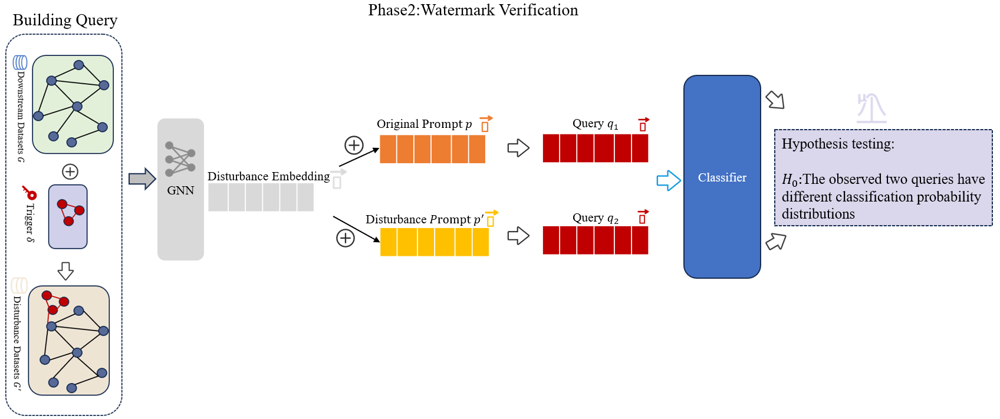 Phase2:Watermark Verification
Building Query
Downstream Datasets G
Trigger δ
Disturbance Datasets G′
GNN
Disturbance Embedding
Original Prompt p
Disturbance Prompt p′
Query q₁
Query q₂
Classifier
μ
Hypothesis testing:
H₀:The observed two queries have
different classification probability
distributions